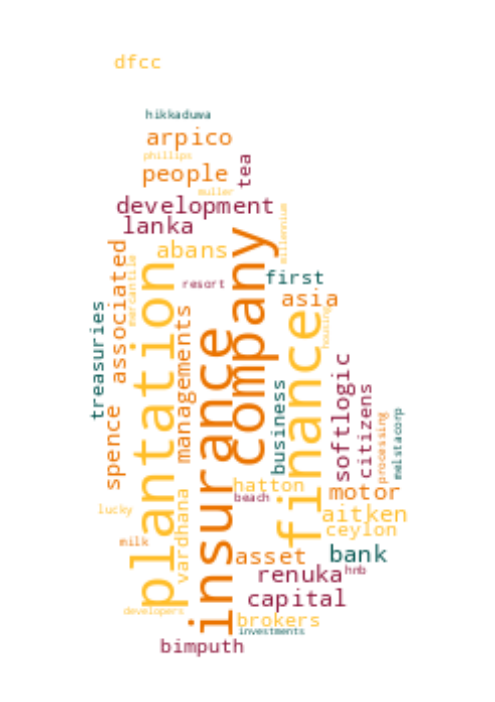 dfcc
hikkaduwa
arpico
phillips
tea
people
muller
development
lanka
millennium
company
abans
associated
mercantile
plantation
first
resort
asia
treasuries
managements
housing
finance
insurance
softlogic
business
citizens
spence
processing
melstacorp
hatton
motor
vardhana
beach
lucky
aitken
ceylon
milk
bank
asset
renuka
hnb
capital
developers
brokers
investments
bimputh